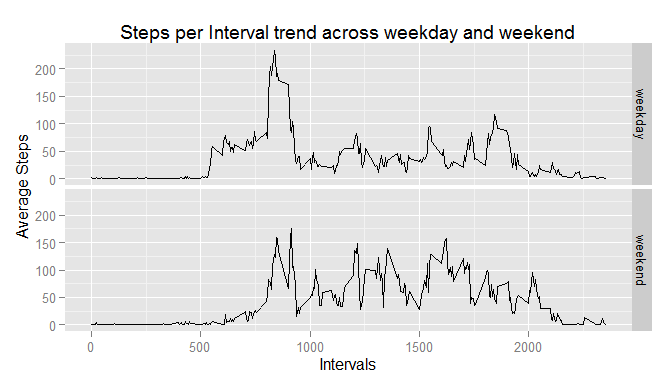 Steps per Interval trend across weekday and weekend
Average Steps
200
150
100
50
0
weekday
200
150
100
50
0
weekend
0 500 1000 1500 2000
Intervals